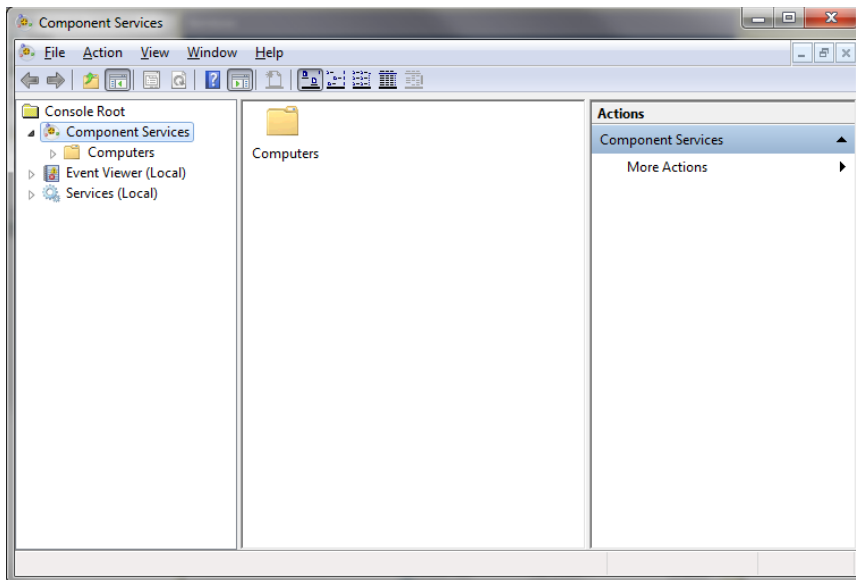 Component Services
File Action View Window Help
Console Root
Component Services
Computers
Event Viewer (Local)
Services (Local)
Computers
Actions
Component Services
More Actions